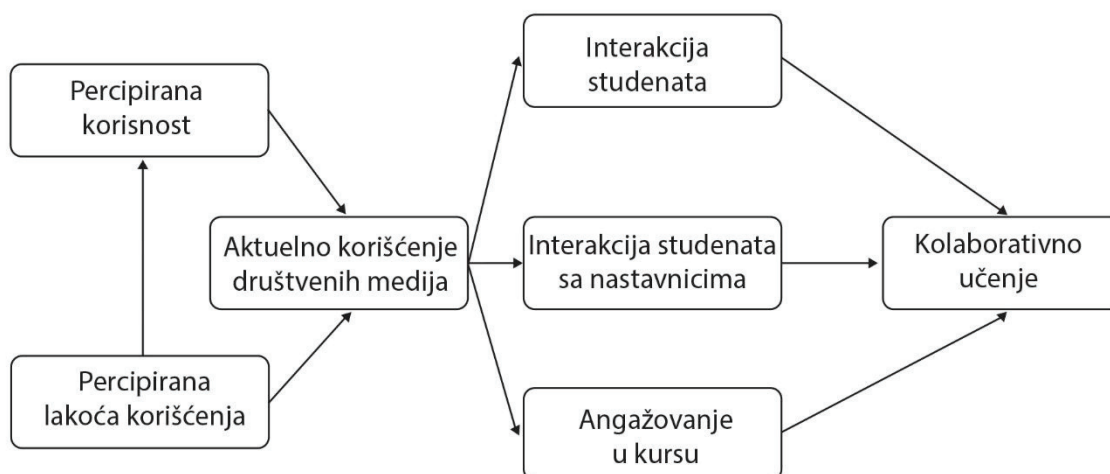 Percipirana
korisnost
Percipirana
lakoća korišćenja
Aktuelno korišćenje
društvenih medija
Interakcija
studenata
Interakcija studenata
sa nastavnicima
Angažovanje
u kursu
Kolaborativno
učenje